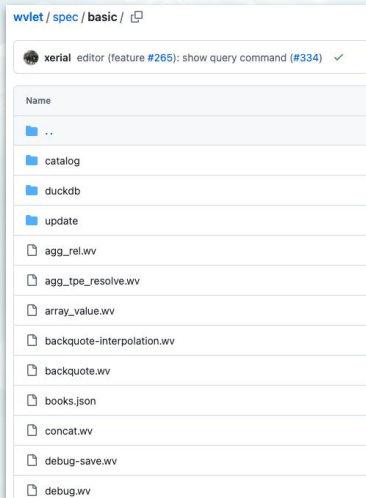 wvlet / spec / basic /
xerial editor (feature #265): show query command (#334)
Name
..
catalog
duckdb
update
agg_rel.wv
agg_tpe_resolve.wv
array_value.wv
backquote-interpolation.wv
backquote.wv
books.json
concat.wv
debug-save.wv
debug.wv